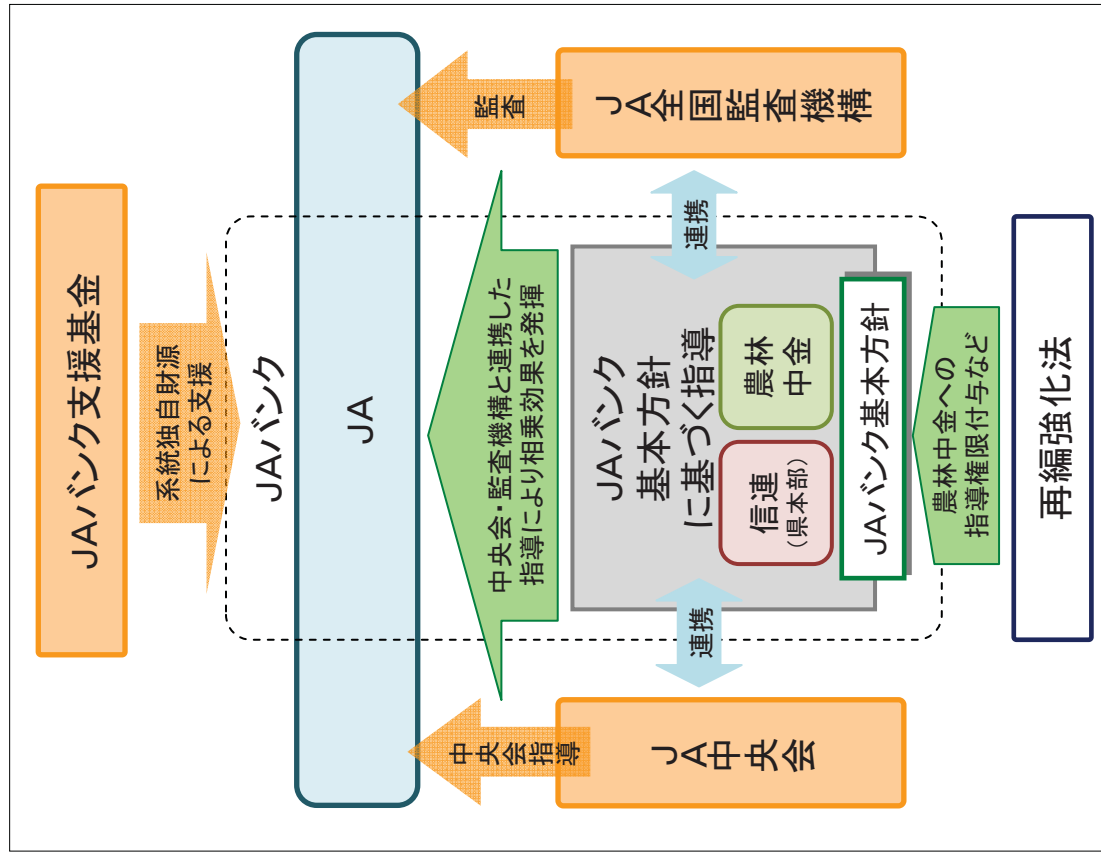 JAバンク支援基金
系統独自財源
による支援
JAバンク
JA
中央会指導
中央会・監査機構と連携した
指導により相乗効果を発揮
監査
JA中央会
連携
JAバンク
基本方針
に基づく指導
信連
（県本部）
農林
中金
連携
JA全国監査機構
JAバンク基本方針
農林中金への
指導権限付与など
再編強化法